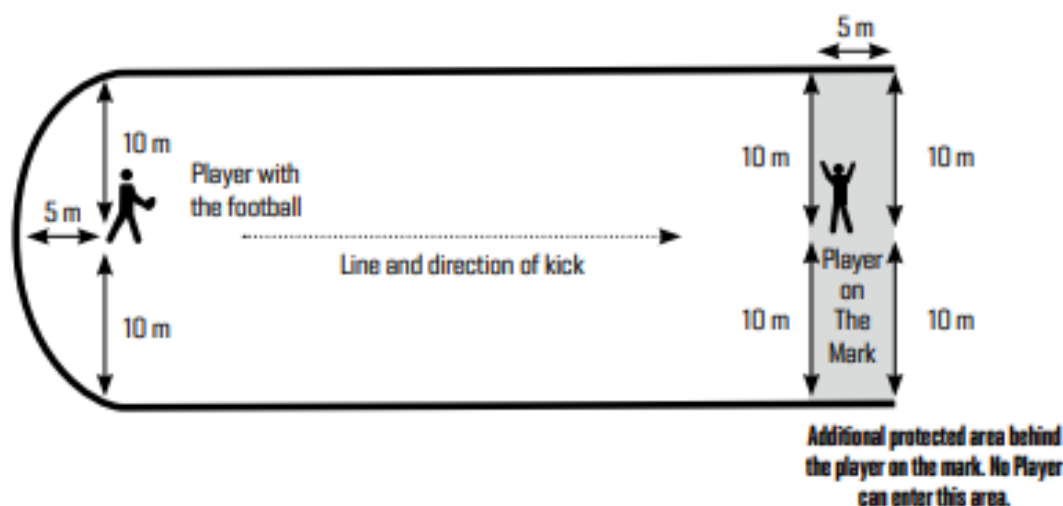 5 m
10 m
Player with
the football
5 m
Line and direction of kick
10 m
10 m
10 m
Player
on
The
Mark
10 m
10 m
Additional protected area behind
the player on the mark. No Player
can enter this area.